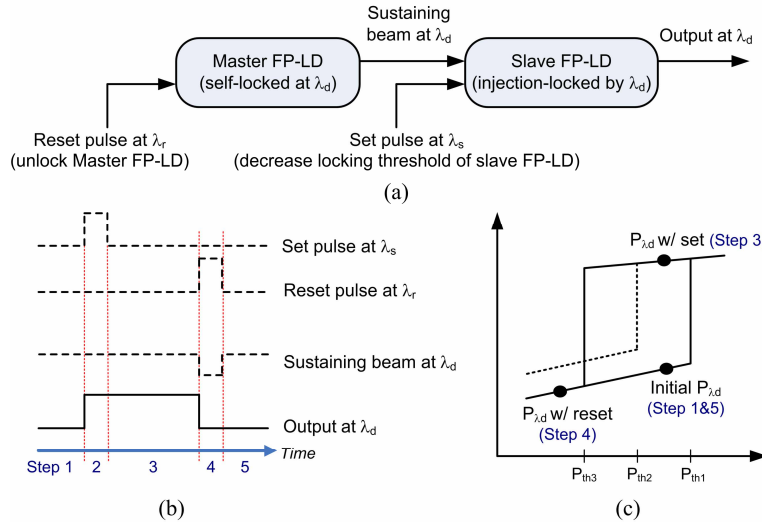 Sustaining
beam at λd
Output at λd
Master FP-LD
(self-locked at λd)
Slave FP-LD
(injection-locked by λd)
Reset pulse at λr
(unlock Master FP-LD)
Set pulse at λs
(decrease locking threshold of slave FP-LD)
(a)
Set pulse at λs
Reset pulse at λr
Sustaining beam at λd
Output at λd
Time
Step 1 2 3 4 5
(b)
Pλd w/ set (Step 3)
Initial Pλd
(Step 1&5)
Pλd w/ reset
(Step 4)
Pth3 Pth2 Pth1
(c)